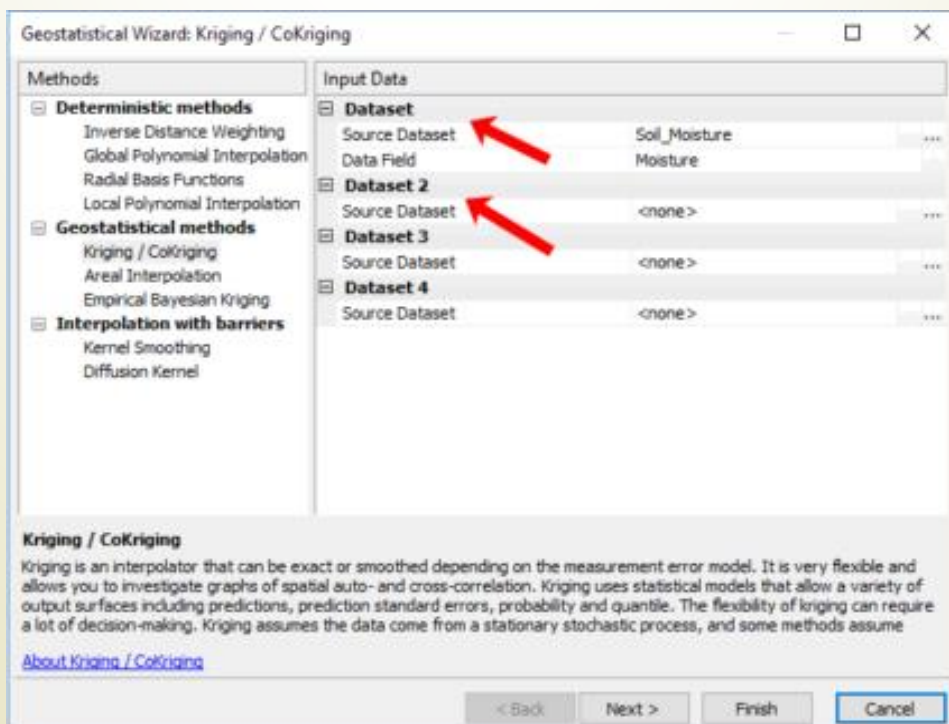 Geostatistical Wizard: Kriging / CoKriging
Methods
Deterministic methods
Inverse Distance Weighting
Global Polynomial Interpolation
Radial Basis Functions
Local Polynomial Interpolation
Geostatistical methods
Kriging / CoKriging
Areal Interpolation
Empirical Bayesian Kriging
Interpolation with barriers
Kernel Smoothing
Diffusion Kernel
Input Data
Dataset
Source Dataset Soil_Moisture ...
Data Field Moisture
Dataset 2
Source Dataset <none> ...
Dataset 3
Source Dataset <none> ...
Dataset 4
Source Dataset <none> ...
Kriging / CoKriging
Kriging is an interpolator that can be exact or smoothed depending on the measurement error model. It is very flexible and
allows you to investigate graphs of spatial auto- and cross-correlation. Kriging uses statistical models that allow a variety of
output surfaces including predictions, prediction standard errors, probability and quantile. The flexibility of kriging can require
a lot of decision-making. Kriging assumes the data come from a stationary stochastic process, and some methods assume
About Kriging / CoKriging
< Back Next > Finish Cancel